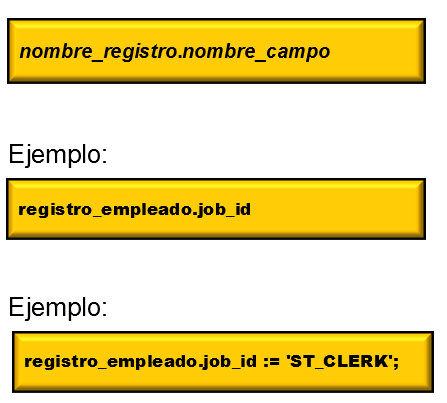 nombre_registro.nombre_campo
Ejemplo:
registro_empleado.job_id
Ejemplo:
registro_empleado.job_id := 'ST_CLERK';